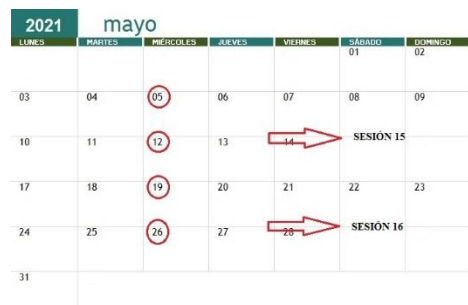 2021 mayo
LUNES MARTES MIÉRCOLES JUEVES VIERNES SÁBADO DOMINGO
01 02
03 04 05 06 07 08 09
10 11 12 13 14 SESIÓN 15
17 18 19 20 21 22 23
24 25 26 27 28 SESIÓN 16
31